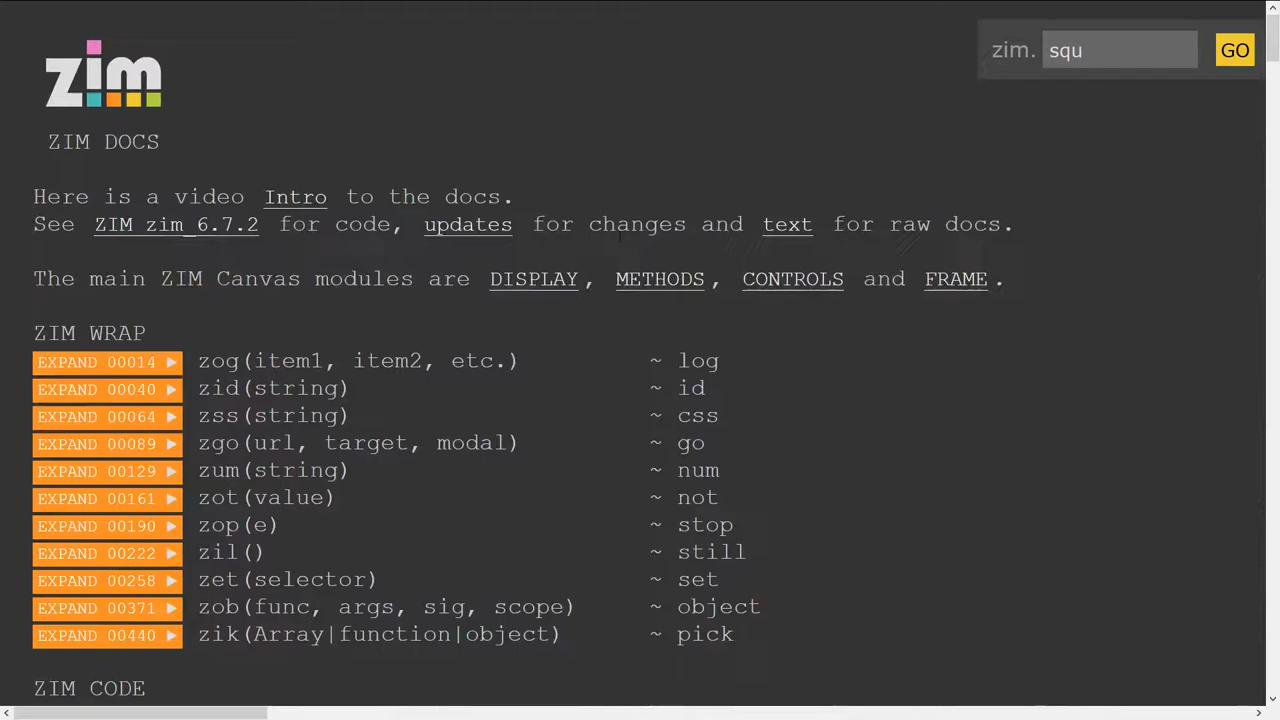 zim
zim. squ GO
ZIM DOCS
Here is a video Intro to the docs.
See ZIM zim_6.7.2 for code, updates for changes and text for raw docs.
The main ZIM Canvas modules are DISPLAY, METHODS, CONTROLS and FRAME.
ZIM WRAP
EXPAND 00014 ▶ zog(item1, item2, etc.) ~ log
EXPAND 00040 ▶ zid(string) ~ id
EXPAND 00064 ▶ zss(string) ~ css
EXPAND 00089 ▶ zgo(url, target, modal) ~ go
EXPAND 00129 ▶ zum(string) ~ num
EXPAND 00161 ▶ zot(value) ~ not
EXPAND 00190 ▶ zop(e) ~ stop
EXPAND 00222 ▶ zil() ~ still
EXPAND 00258 ▶ zet(selector) ~ set
EXPAND 00371 ▶ zob(func, args, sig, scope) ~ object
EXPAND 00440 ▶ zik(Array|function|object) ~ pick
ZIM CODE